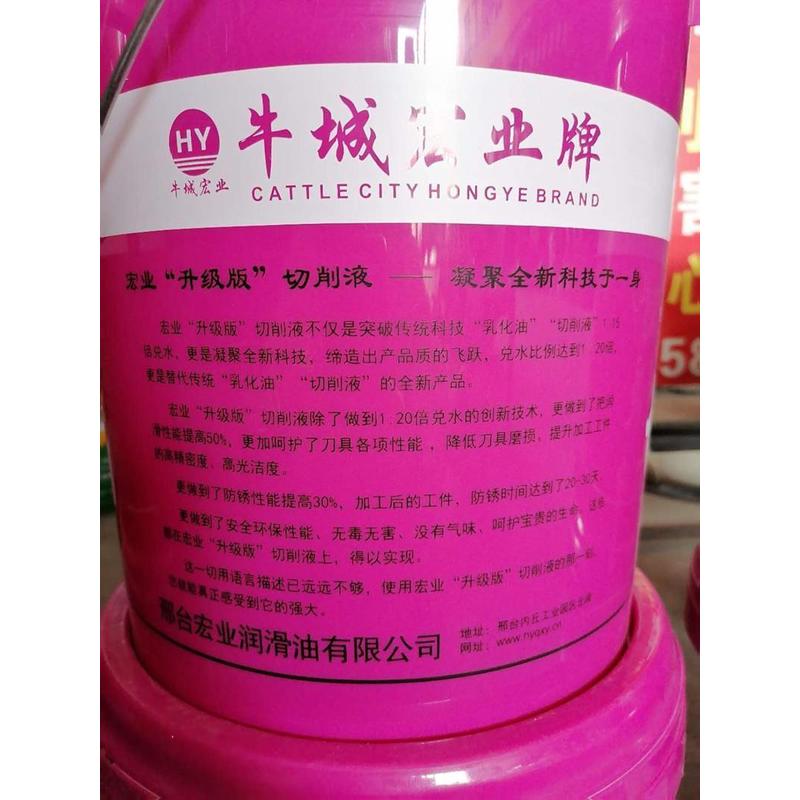 HY
牛城宏业
牛城宏业牌
CATTLE CITY HONGYE BRAND
宏业“升级版”切削液 —— 凝聚全新科技于一身
宏业“升级版”切削液不仅是突破传统科技“乳化油”“切削液”1:15
倍兑水，更是凝聚全新科技，缔造出产品质的飞跃，兑水比例达到1:20倍，
更是替代传统“乳化油”“切削液”的全新产品。
宏业“升级版”切削液除了做到1:20倍兑水的创新技术，更做到了把润
滑性能提高50%，更加呵护了刀具各项性能，降低刀具磨损，提升加工工件
的高精密度、高光洁度。
更做到了防锈性能提高30%，加工后的工件，防锈时间达到了20-30天。
更做到了安全环保性能、无毒无害、没有气味、呵护宝贵的生命。这些
都在宏业“升级版”切削液上，得以实现。
这一切用语言描述已远远不够，使用宏业“升级版”切削液的那一刻，
您就能真正感受到它的强大。
邢台宏业润滑油有限公司
地址：邢台内丘工业园区北周
网址：www.hyqxy.cn
害
心
58